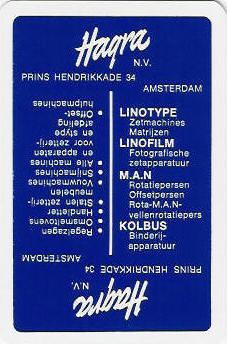 Hagra
N.V.
PRINS HENDRIKKADE 34
AMSTERDAM
LINOTYPE
Zetmachines
Matrijzen
LINOFILM
Fotografische
zetapparatuur
M.A.N
Rotatiepersen
Offsetpersen
Rota-M.A.N-
vellenrotatiepers
KOLBUS
Binderij-
apparatuur
Hagra
N.V.
PRINS HENDRIKKADE 34
AMSTERDAM
• Regelzagen
• Omsmeltovens
• Handletter
• Stalen zetterij-
meubelen
• Vouwmachines
• Snijmachines
• Alle machines
en apparaten
voor zetterij-
en stype
afdeling
• Offset-
hulpmachines